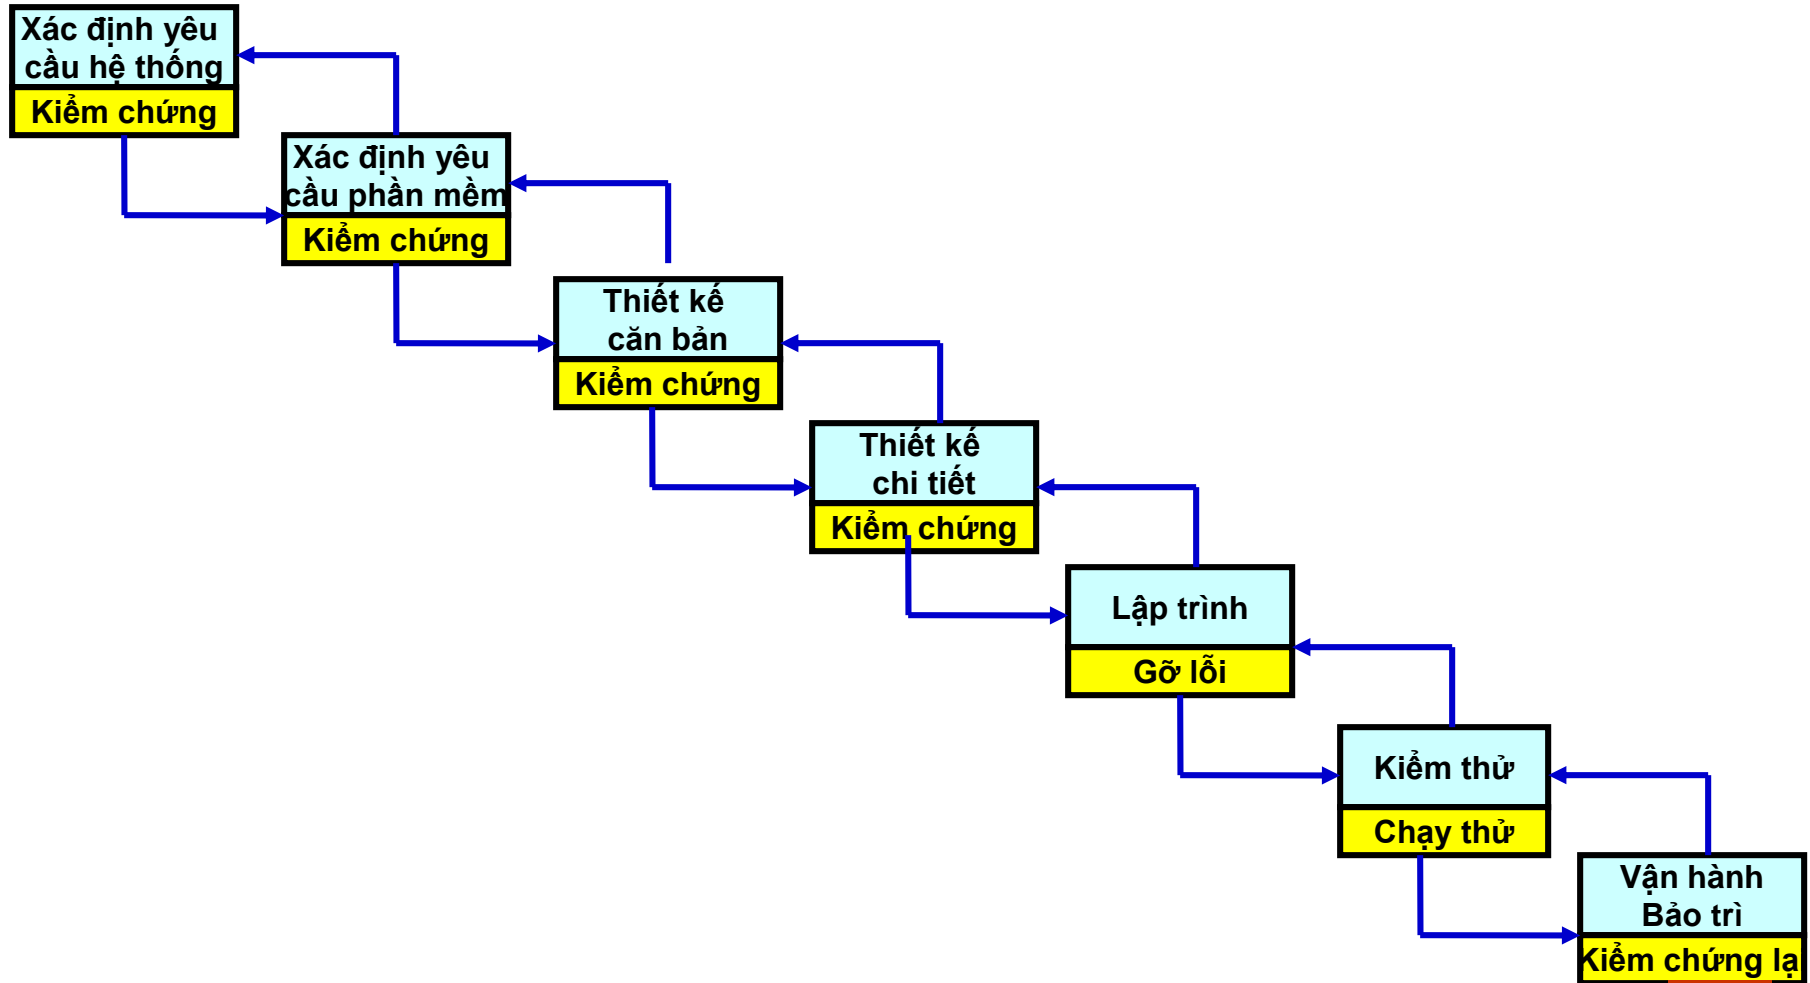 Xác định yêu
cầu hệ thống
Kiểm chứng
Xác định yêu
cầu phần mềm
Kiểm chứng
Thiết kế
căn bản
Kiểm chứng
Thiết kế
chi tiết
Kiểm chứng
Lập trình
Gỡ lỗi
Kiểm thử
Chạy thử
Vận hành
Bảo trì
Kiểm chứng lạ